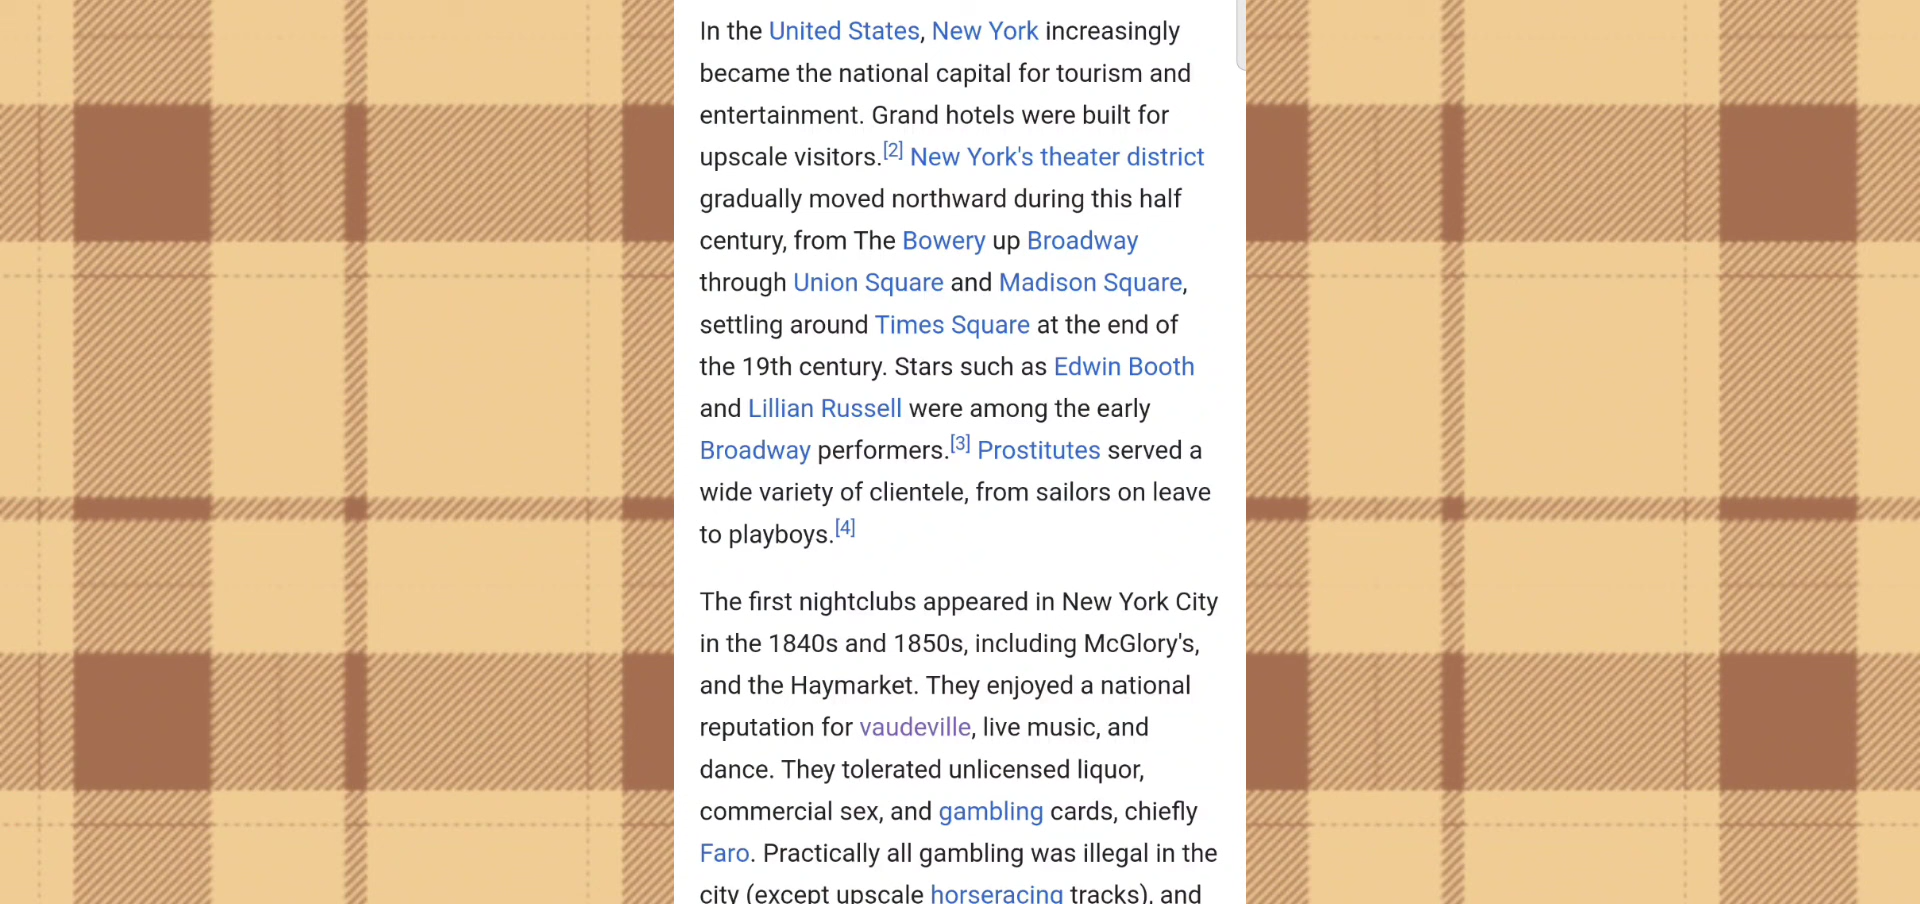 In the United States, New York increasingly
became the national capital for tourism and
entertainment. Grand hotels were built for
upscale visitors.[2] New York's theater district
gradually moved northward during this half
century, from The Bowery up Broadway
through Union Square and Madison Square,
settling around Times Square at the end of
the 19th century. Stars such as Edwin Booth
and Lillian Russell were among the early
Broadway performers.[3] Prostitutes served a
wide variety of clientele, from sailors on leave
to playboys.[4]
The first nightclubs appeared in New York City
in the 1840s and 1850s, including McGlory's,
and the Haymarket. They enjoyed a national
reputation for vaudeville, live music, and
dance. They tolerated unlicensed liquor,
commercial sex, and gambling cards, chiefly
Faro. Practically all gambling was illegal in the
city (except upscale horseracing tracks), and